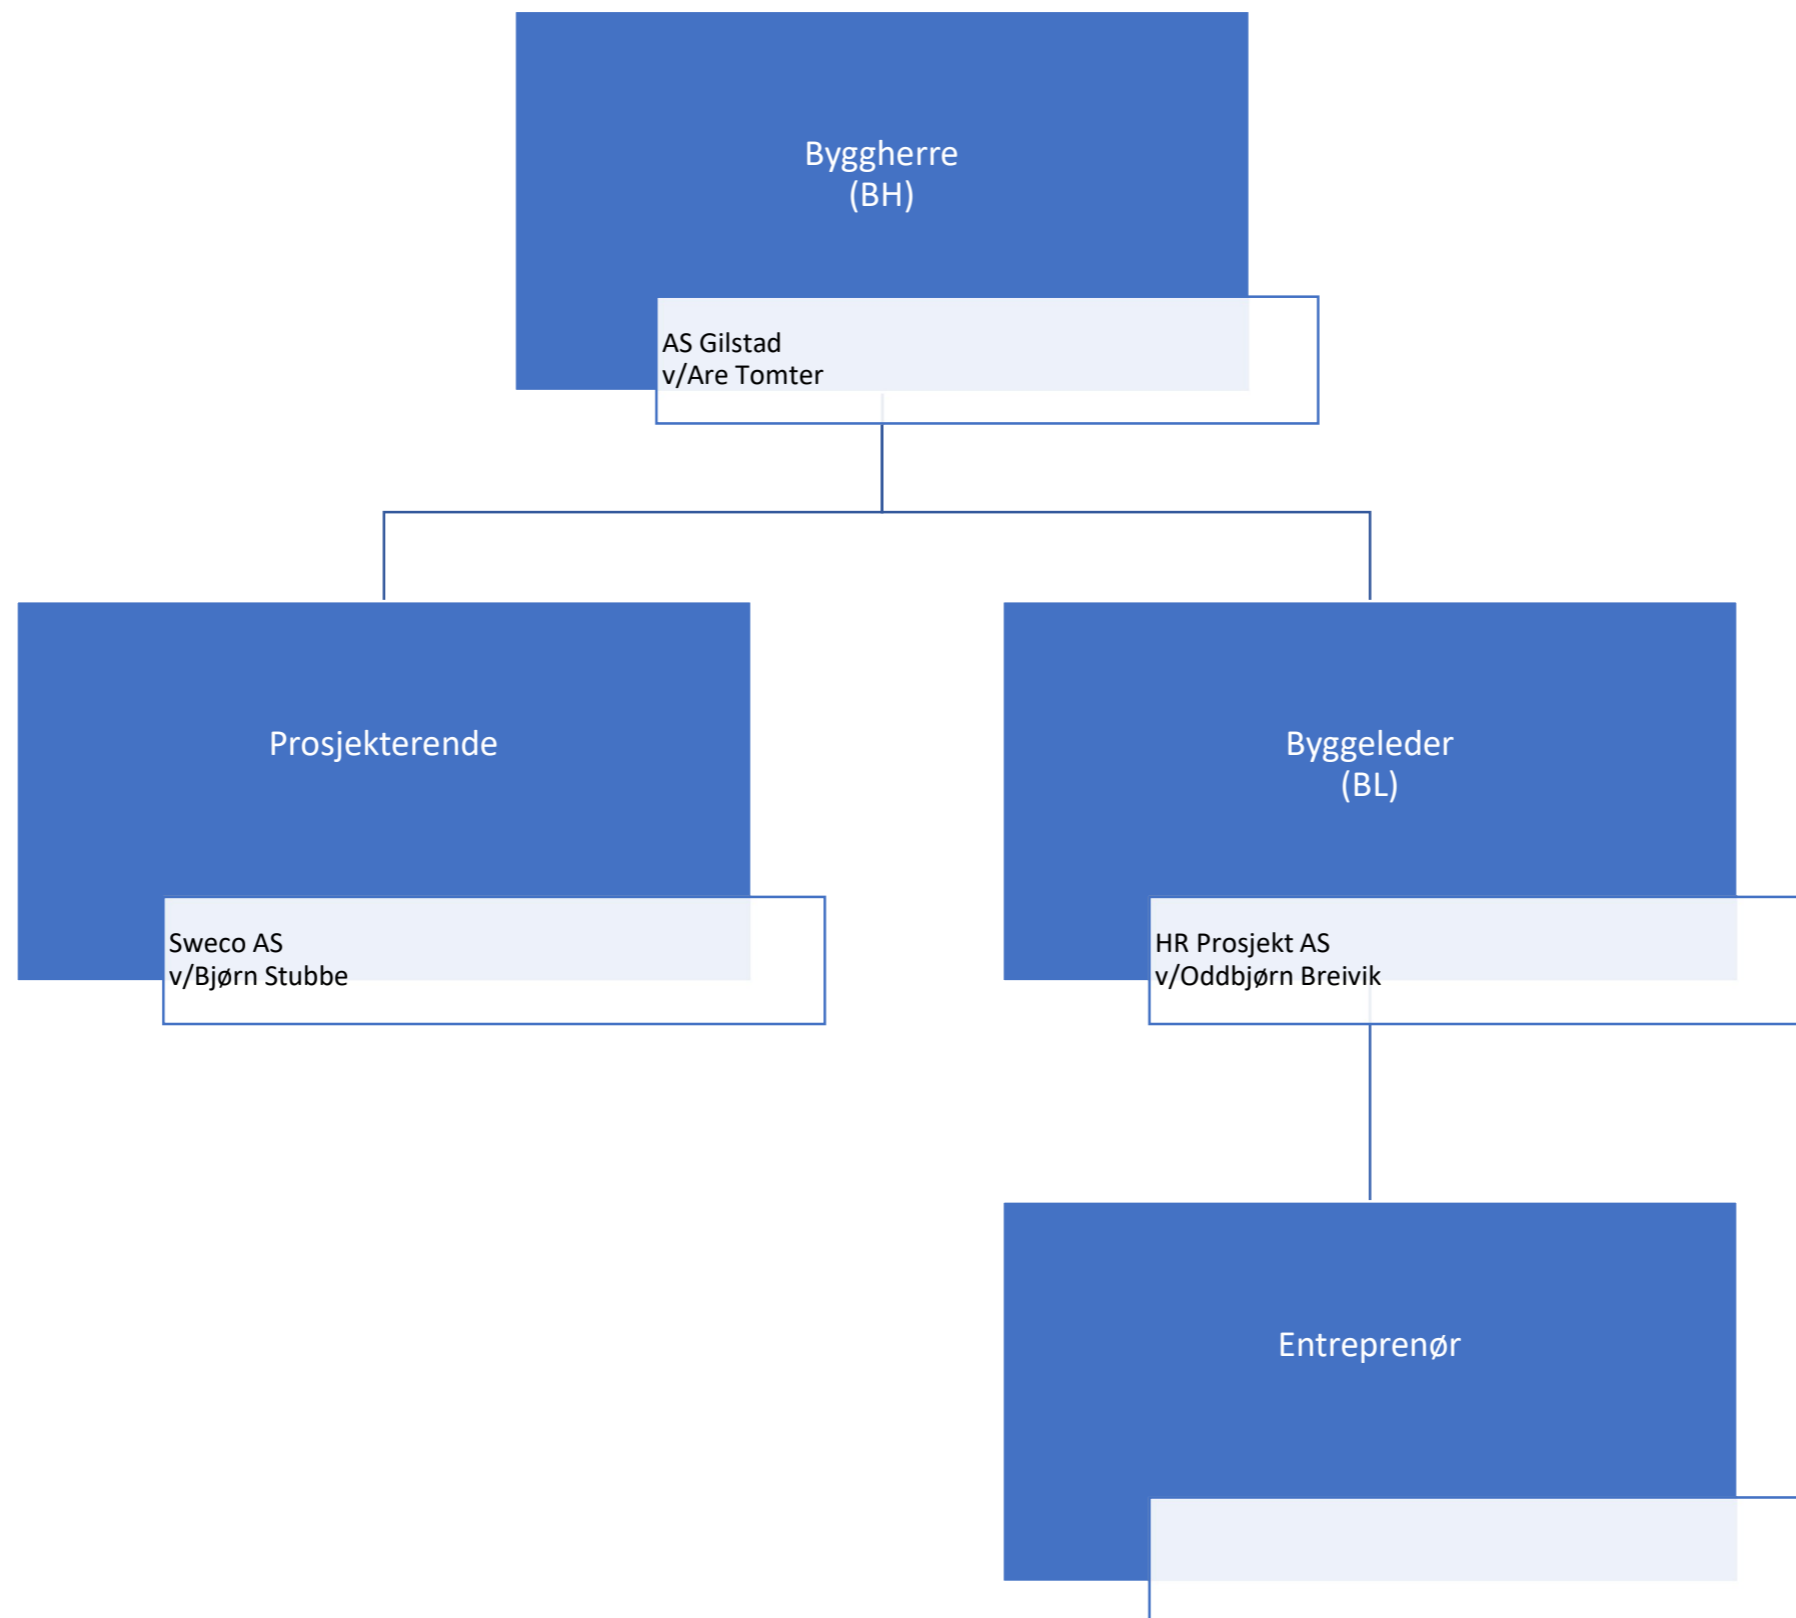 Byggherre
(BH)
AS Gilstad
v/Are Tomter
Prosjekterende
Sweco AS
v/Bjørn Stubbe
Byggeleder
(BL)
HR Prosjekt AS
v/Oddbjørn Breivik
Entreprenør